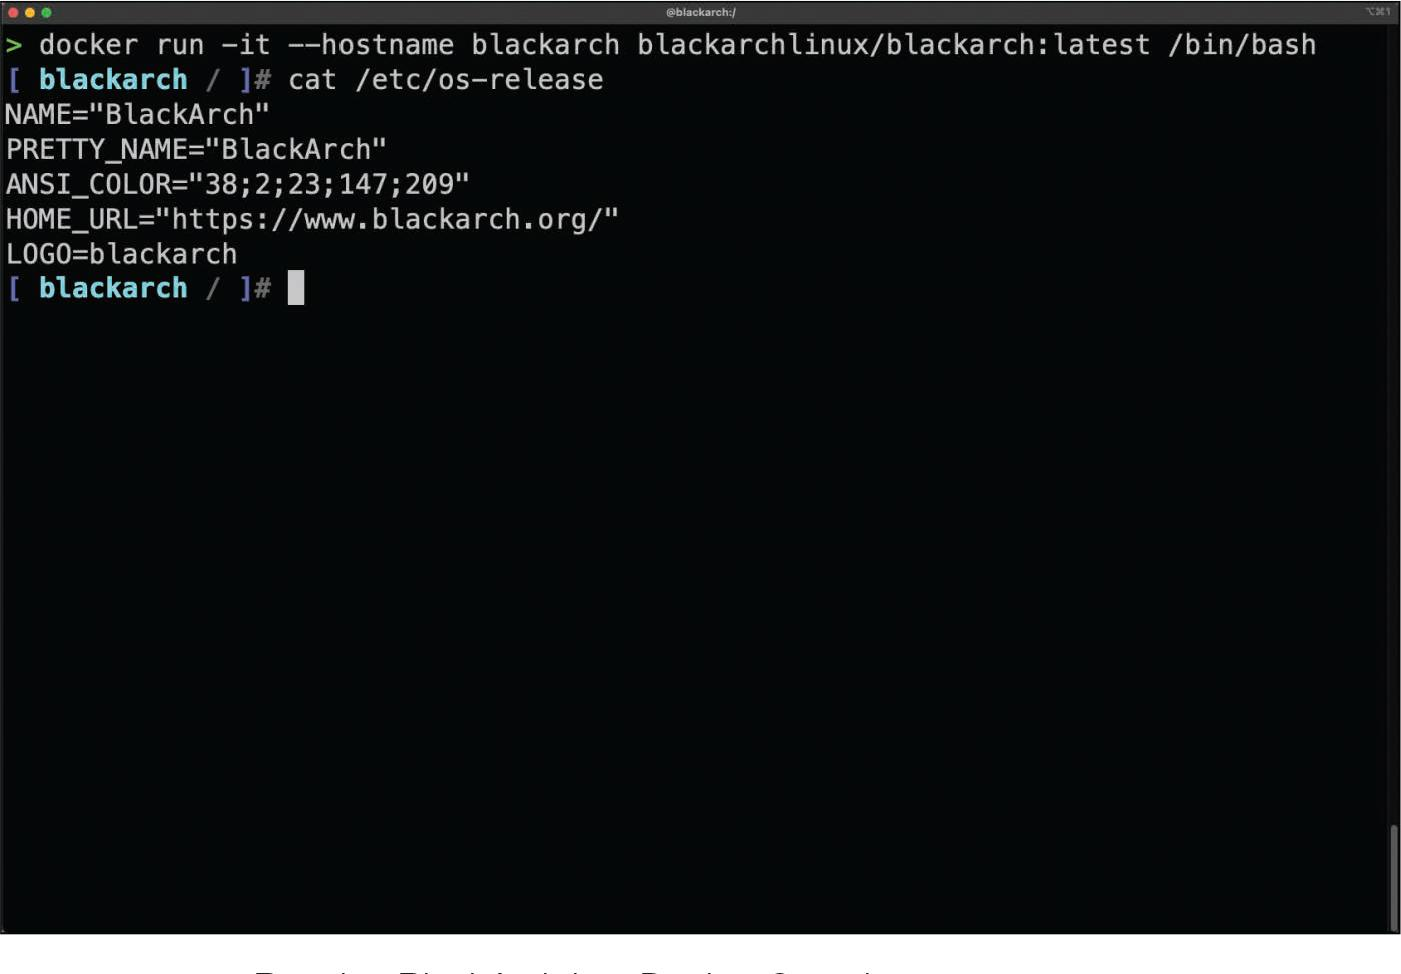 @blackarch:/
⌥⌘1
> docker run -it --hostname blackarch blackarchlinux/blackarch:latest /bin/bash
[ blackarch / ]# cat /etc/os-release
NAME="BlackArch"
PRETTY_NAME="BlackArch"
ANSI_COLOR="38;2;23;147;209"
HOME_URL="https://www.blackarch.org/"
LOGO=blackarch
[ blackarch / ]#